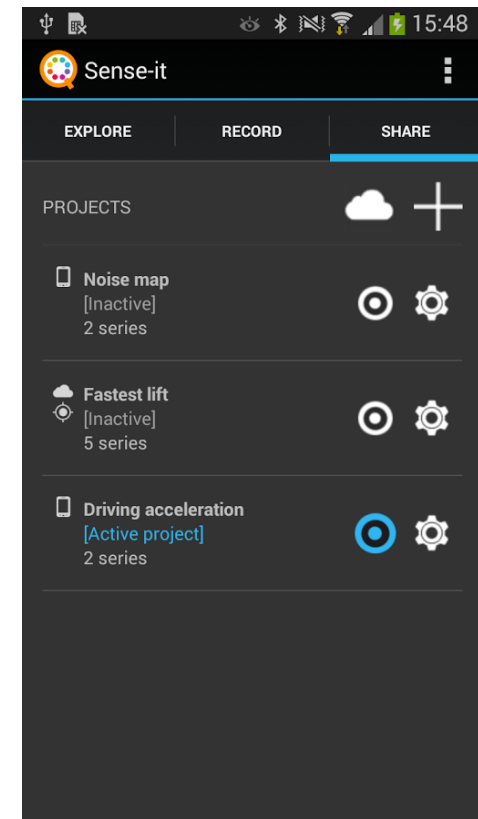 15:48
Sense-it
EXPLORE RECORD SHARE
PROJECTS
Noise map
[Inactive]
2 series
Fastest lift
[Inactive]
5 series
Driving acceleration
[Active project]
2 series